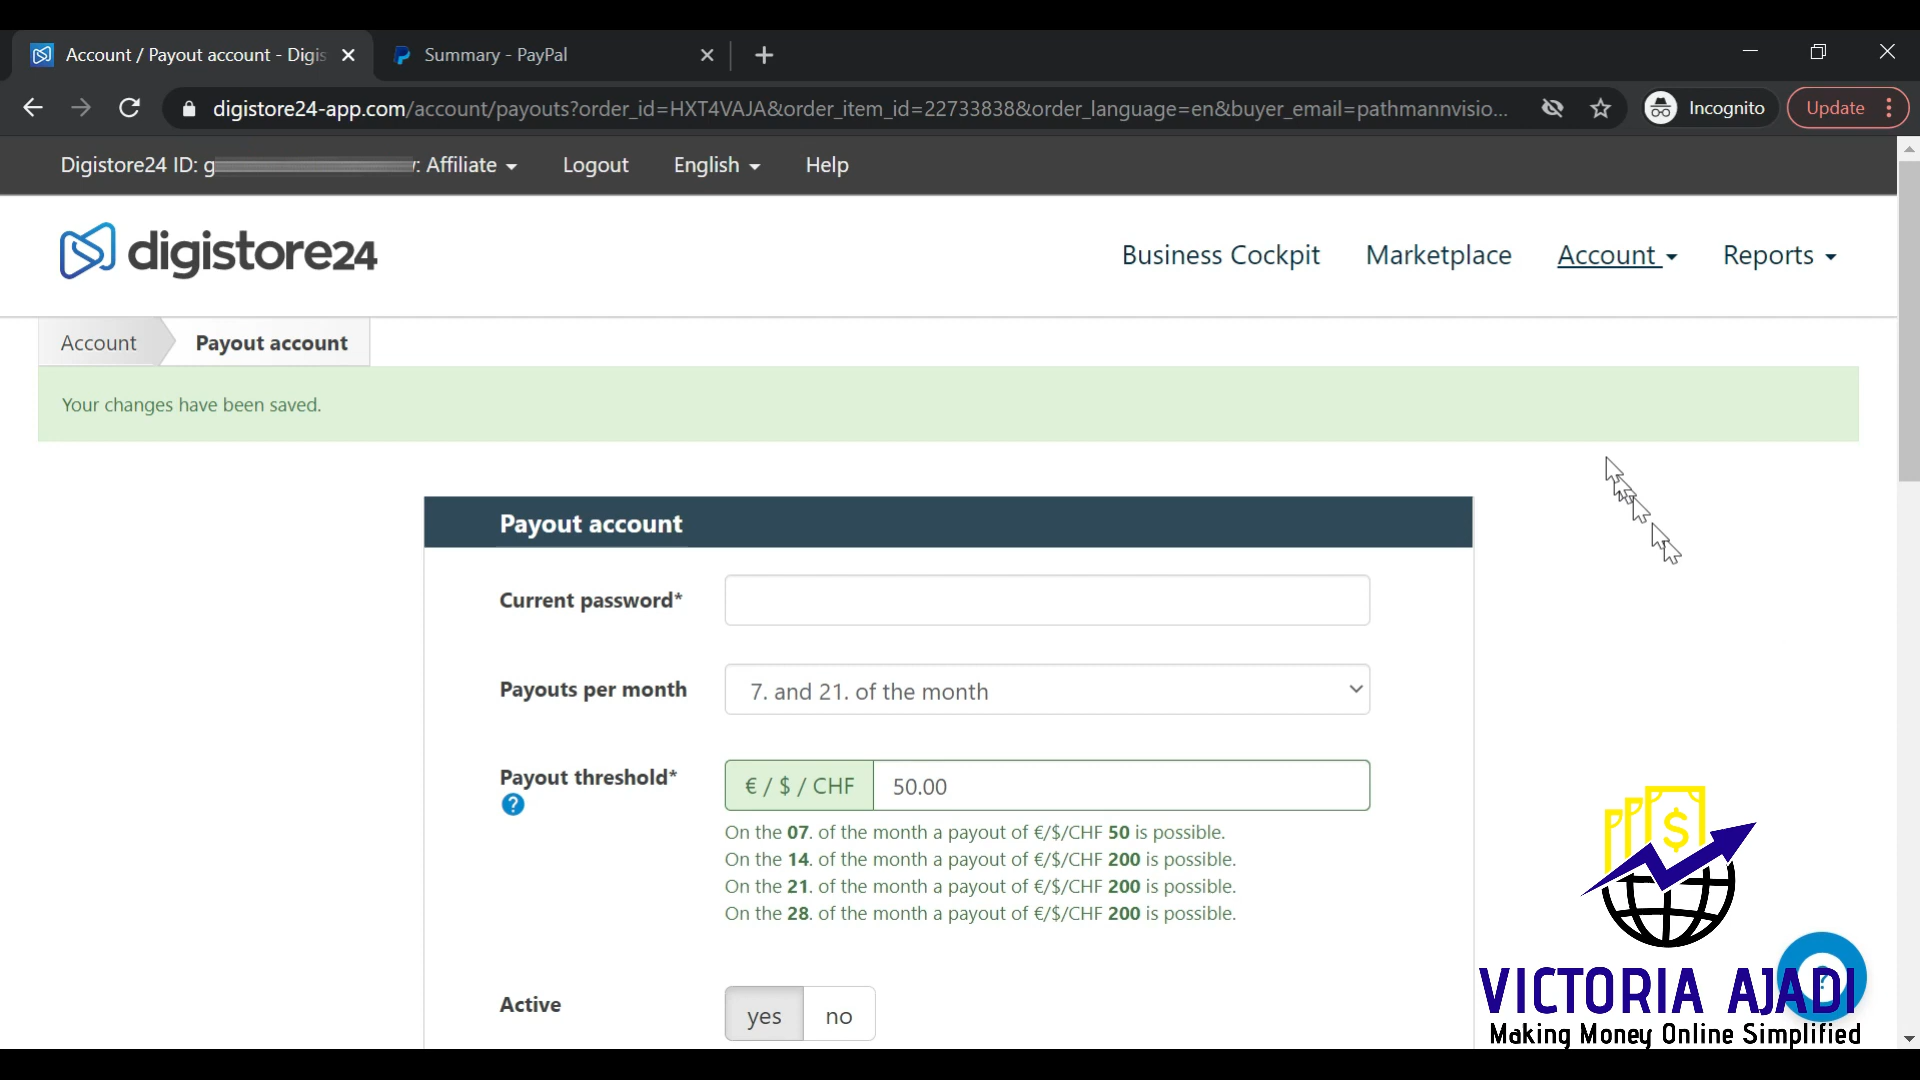 Account / Payout account - Digis
Summary - PayPal
digistore24-app.com/account/payouts?order_id=HXT4VAJA&order_item_id=22733838&order_language=en&buyer_email=pathmannvisio...
Incognito
Update
Digistore24 ID: g : Affiliate
Logout
English
Help
digistore24
Business Cockpit
Marketplace
Account
Reports
Account
Payout account
Your changes have been saved.
Payout account
Current password*
Payouts per month
7. and 21. of the month
Payout threshold*
?
€ / $ / CHF
50.00
On the 07. of the month a payout of €/$/CHF 50 is possible.
On the 14. of the month a payout of €/$/CHF 200 is possible.
On the 21. of the month a payout of €/$/CHF 200 is possible.
On the 28. of the month a payout of €/$/CHF 200 is possible.
Active
yes
no
$
VICTORIA AJADI
Making Money Online Simplified